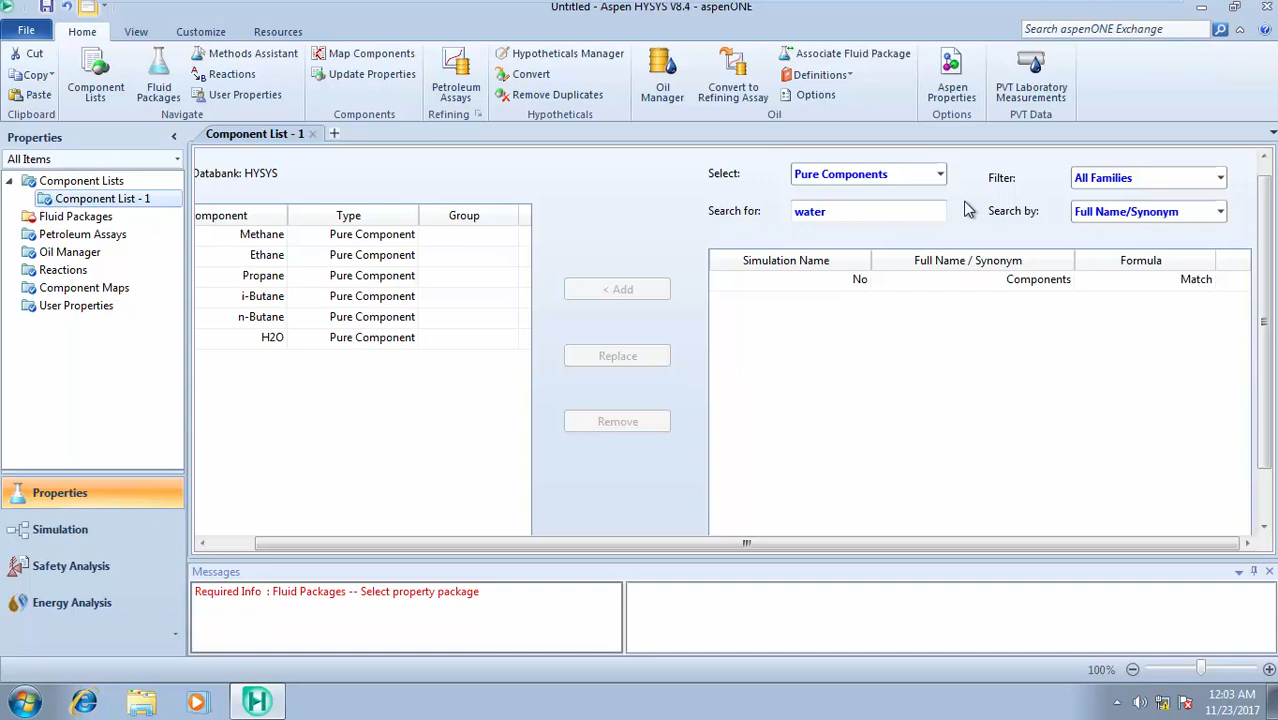 Untitled - Aspen HYSYS V8.4 - aspenONE
File Home View Customize Resources Search aspenONE Exchange
Cut
Copy
Paste
Clipboard
Component Lists
Fluid Packages
Methods Assistant
Reactions
User Properties
Navigate
Map Components
Update Properties
Components
Petroleum Assays
Refining
Hypotheticals Manager
Convert
Remove Duplicates
Hypotheticals
Oil Manager
Convert to Refining Assay
Associate Fluid Package
Definitions
Options
Oil
Aspen Properties
Options
PVT Laboratory Measurements
PVT Data
Properties
All Items
Component Lists
Component List - 1
Fluid Packages
Petroleum Assays
Oil Manager
Reactions
Component Maps
User Properties
Properties
Simulation
Safety Analysis
Energy Analysis
Component List - 1
Databank: HYSYS
omponent Type Group
Methane Pure Component
Ethane Pure Component
Propane Pure Component
i-Butane Pure Component
n-Butane Pure Component
H2O Pure Component
< Add
Replace
Remove
Select: Pure Components Filter: All Families
Search for: water Search by: Full Name/Synonym
Simulation Name Full Name / Synonym Formula
No Components Match
Messages
Required Info : Fluid Packages -- Select property package
100%
12:03 AM
11/23/2017